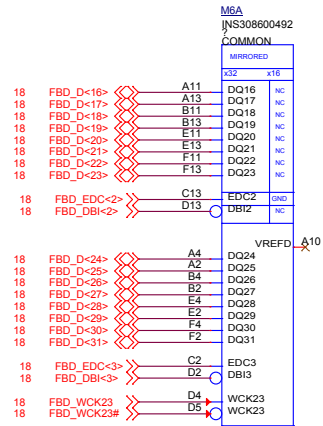 M6A
INS308600492
?
COMMON
MIRRORED
x32 x16
18 FBD_D<16> A11 DQ16 NC
18 FBD_D<17> A13 DQ17 NC
18 FBD_D<18> B11 DQ18 NC
18 FBD_D<19> B13 DQ19 NC
18 FBD_D<20> E11 DQ20 NC
18 FBD_D<21> E13 DQ21 NC
18 FBD_D<22> F11 DQ22 NC
18 FBD_D<23> F13 DQ23 NC
18 FBD_EDC<2> C13 EDC2 GND
18 FBD_DBI<2> D13 DBI2 NC
VREFD A10
18 FBD_D<24> A4 DQ24
18 FBD_D<25> A2 DQ25
18 FBD_D<26> B4 DQ26
18 FBD_D<27> B2 DQ27
18 FBD_D<28> E4 DQ28
18 FBD_D<29> E2 DQ29
18 FBD_D<30> F4 DQ30
18 FBD_D<31> F2 DQ31
18 FBD_EDC<3> C2 EDC3
18 FBD_DBI<3> D2 DBI3
18 FBD_WCK23 D4 WCK23
18 FBD_WCK23# D5 WCK23